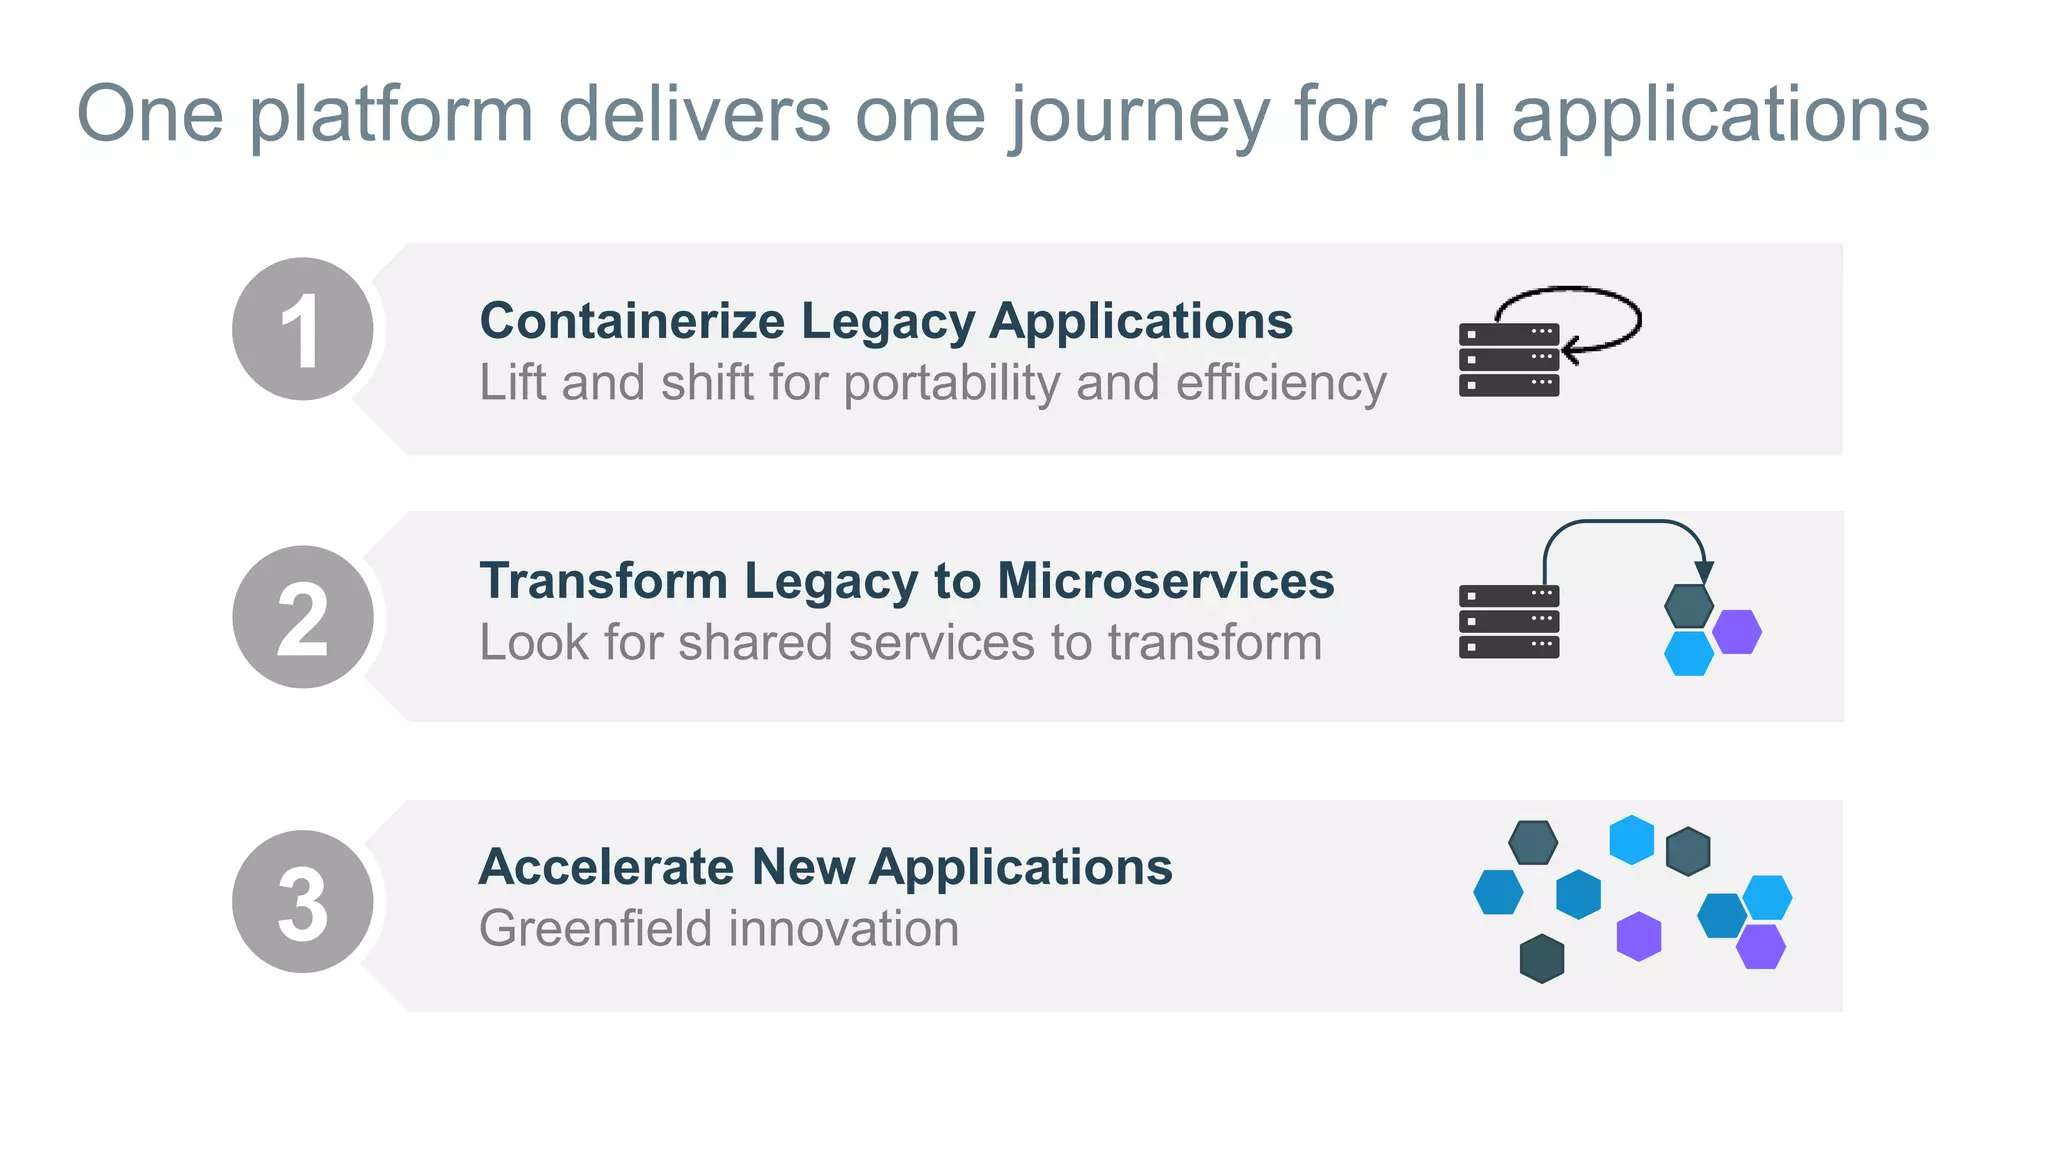 One platform delivers one journey for all applications
1
Containerize Legacy Applications
Lift and shift for portability and efficiency
2
Transform Legacy to Microservices
Look for shared services to transform
3
Accelerate New Applications
Greenfield innovation